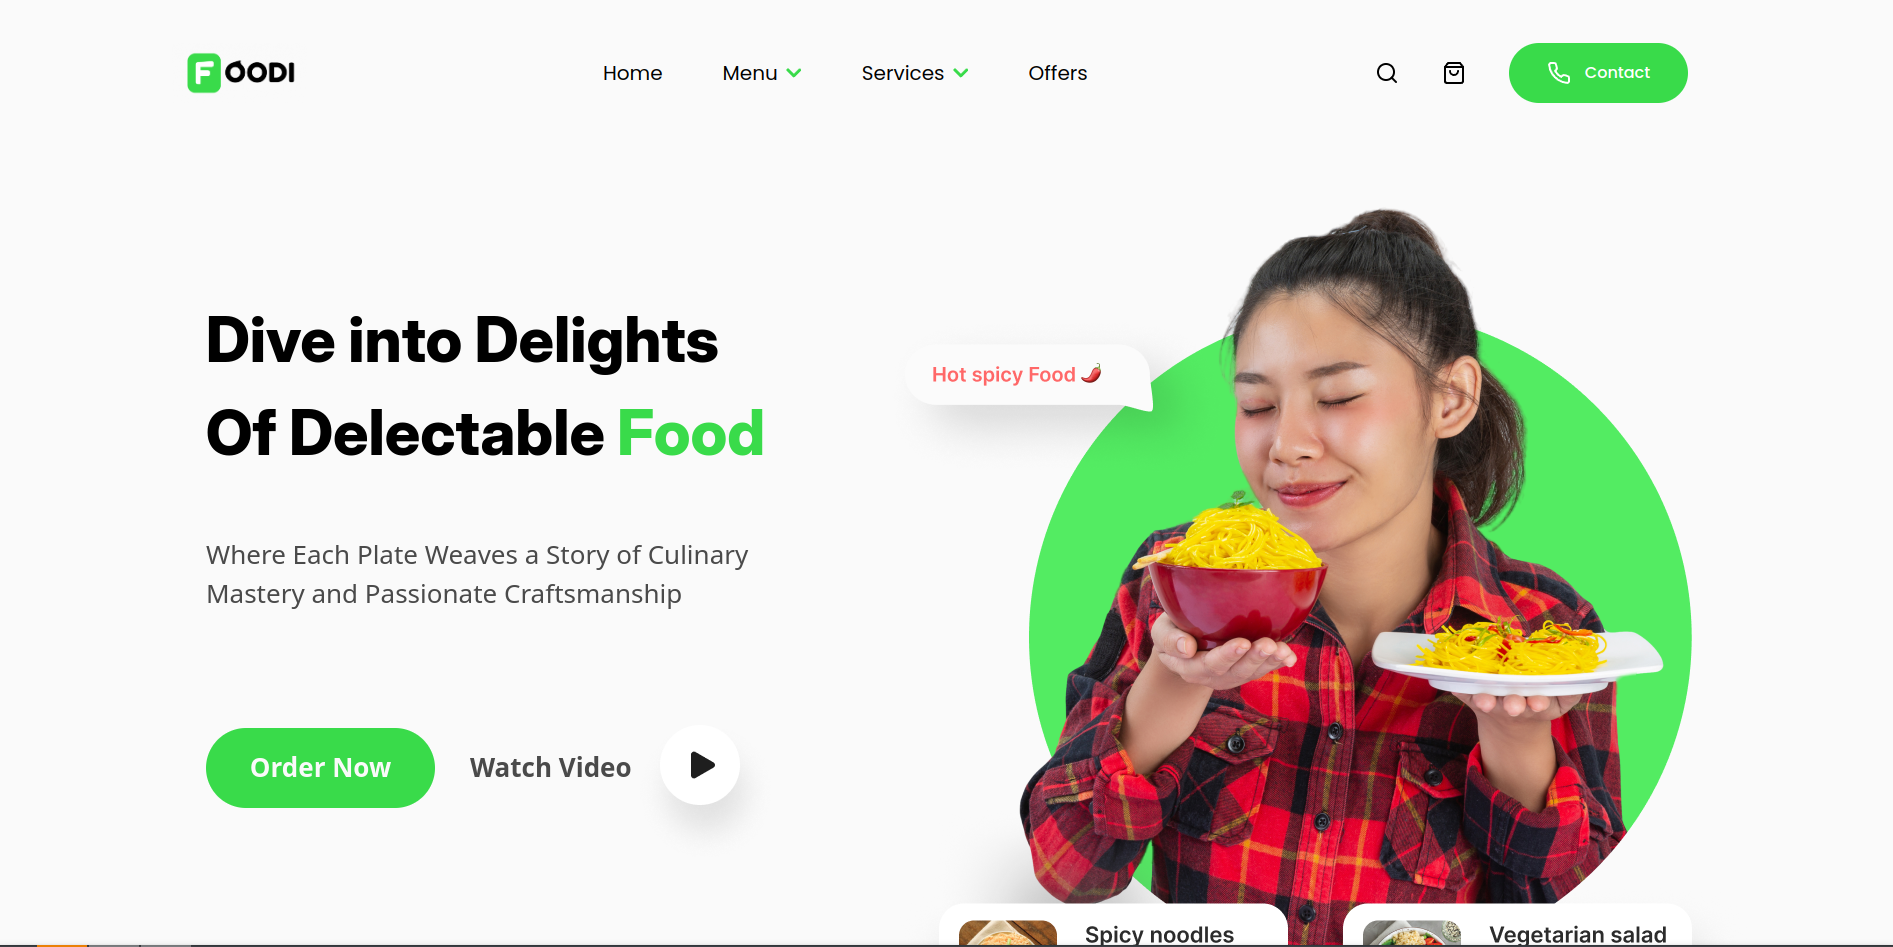 FOODI
Home
Menu
Services
Offers
Contact
Dive into Delights
Of Delectable Food
Hot spicy Food 🌶️
Where Each Plate Weaves a Story of Culinary
Mastery and Passionate Craftsmanship
Order Now
Watch Video
Spicy noodles
Vegetarian salad